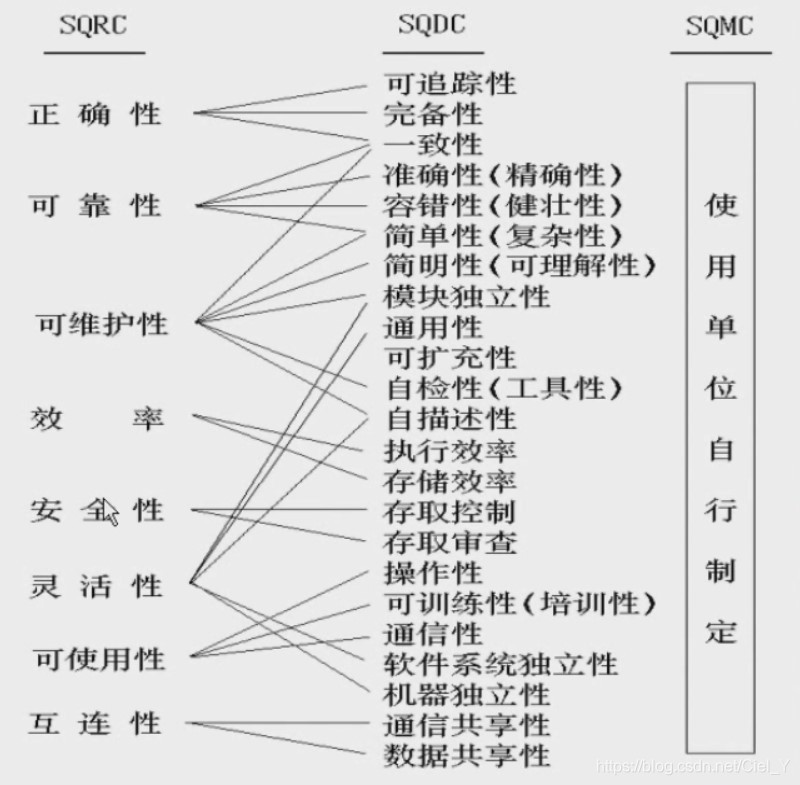 SQRC SQDC SQMC
可追踪性
正确性 完备性
一致性
准确性(精确性)
可靠性 容错性(健壮性) 使
简单性(复杂性)
简明性(可理解性) 用
模块独立性
可维护性 通用性 单
可扩充性
自检性(工具性) 位
效率 自描述性
执行效率 自
存储效率
安全性 存取控制 行
存取审查
灵活性 操作性 制
可训练性(培训性)
通信性 定
可使用性 软件系统独立性
机器独立性
互连性 通信共享性
数据共享性
https://blog.csdn.net/Ciel_Y